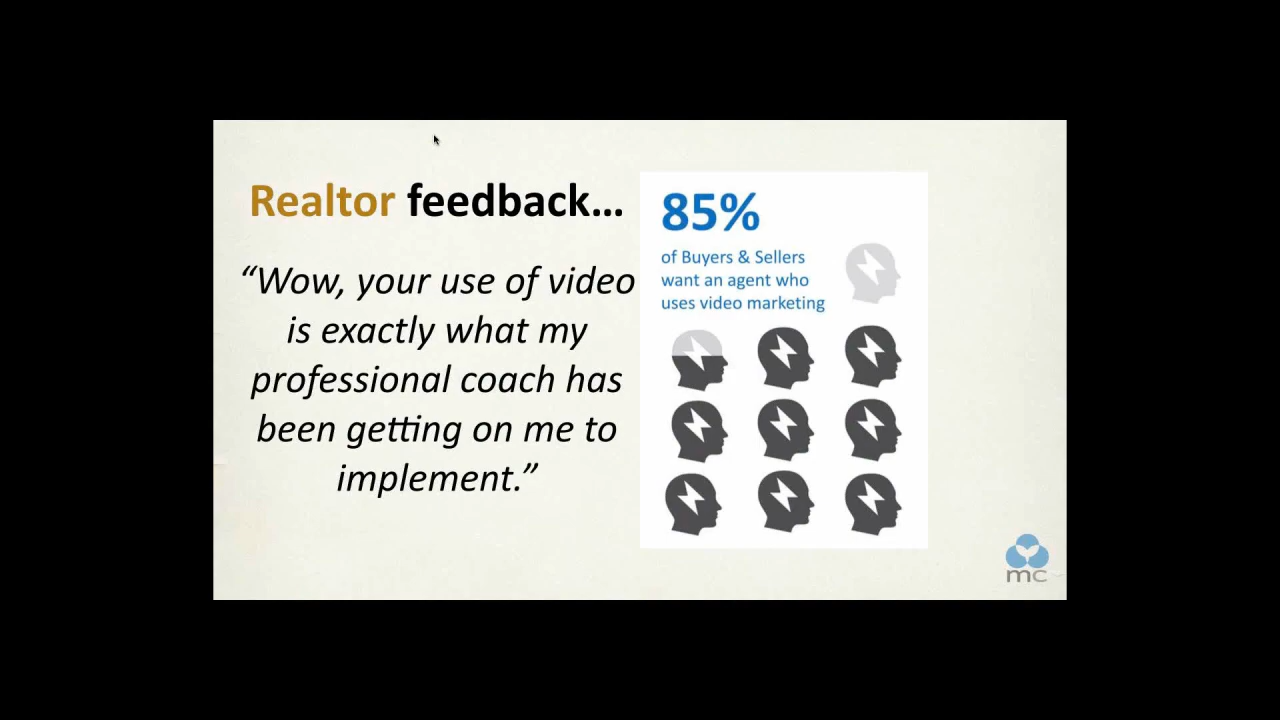 Realtor feedback...
“Wow, your use of video
is exactly what my
professional coach has
been getting on me to
implement.”
85%
of Buyers & Sellers
want an agent who
uses video marketing
mc